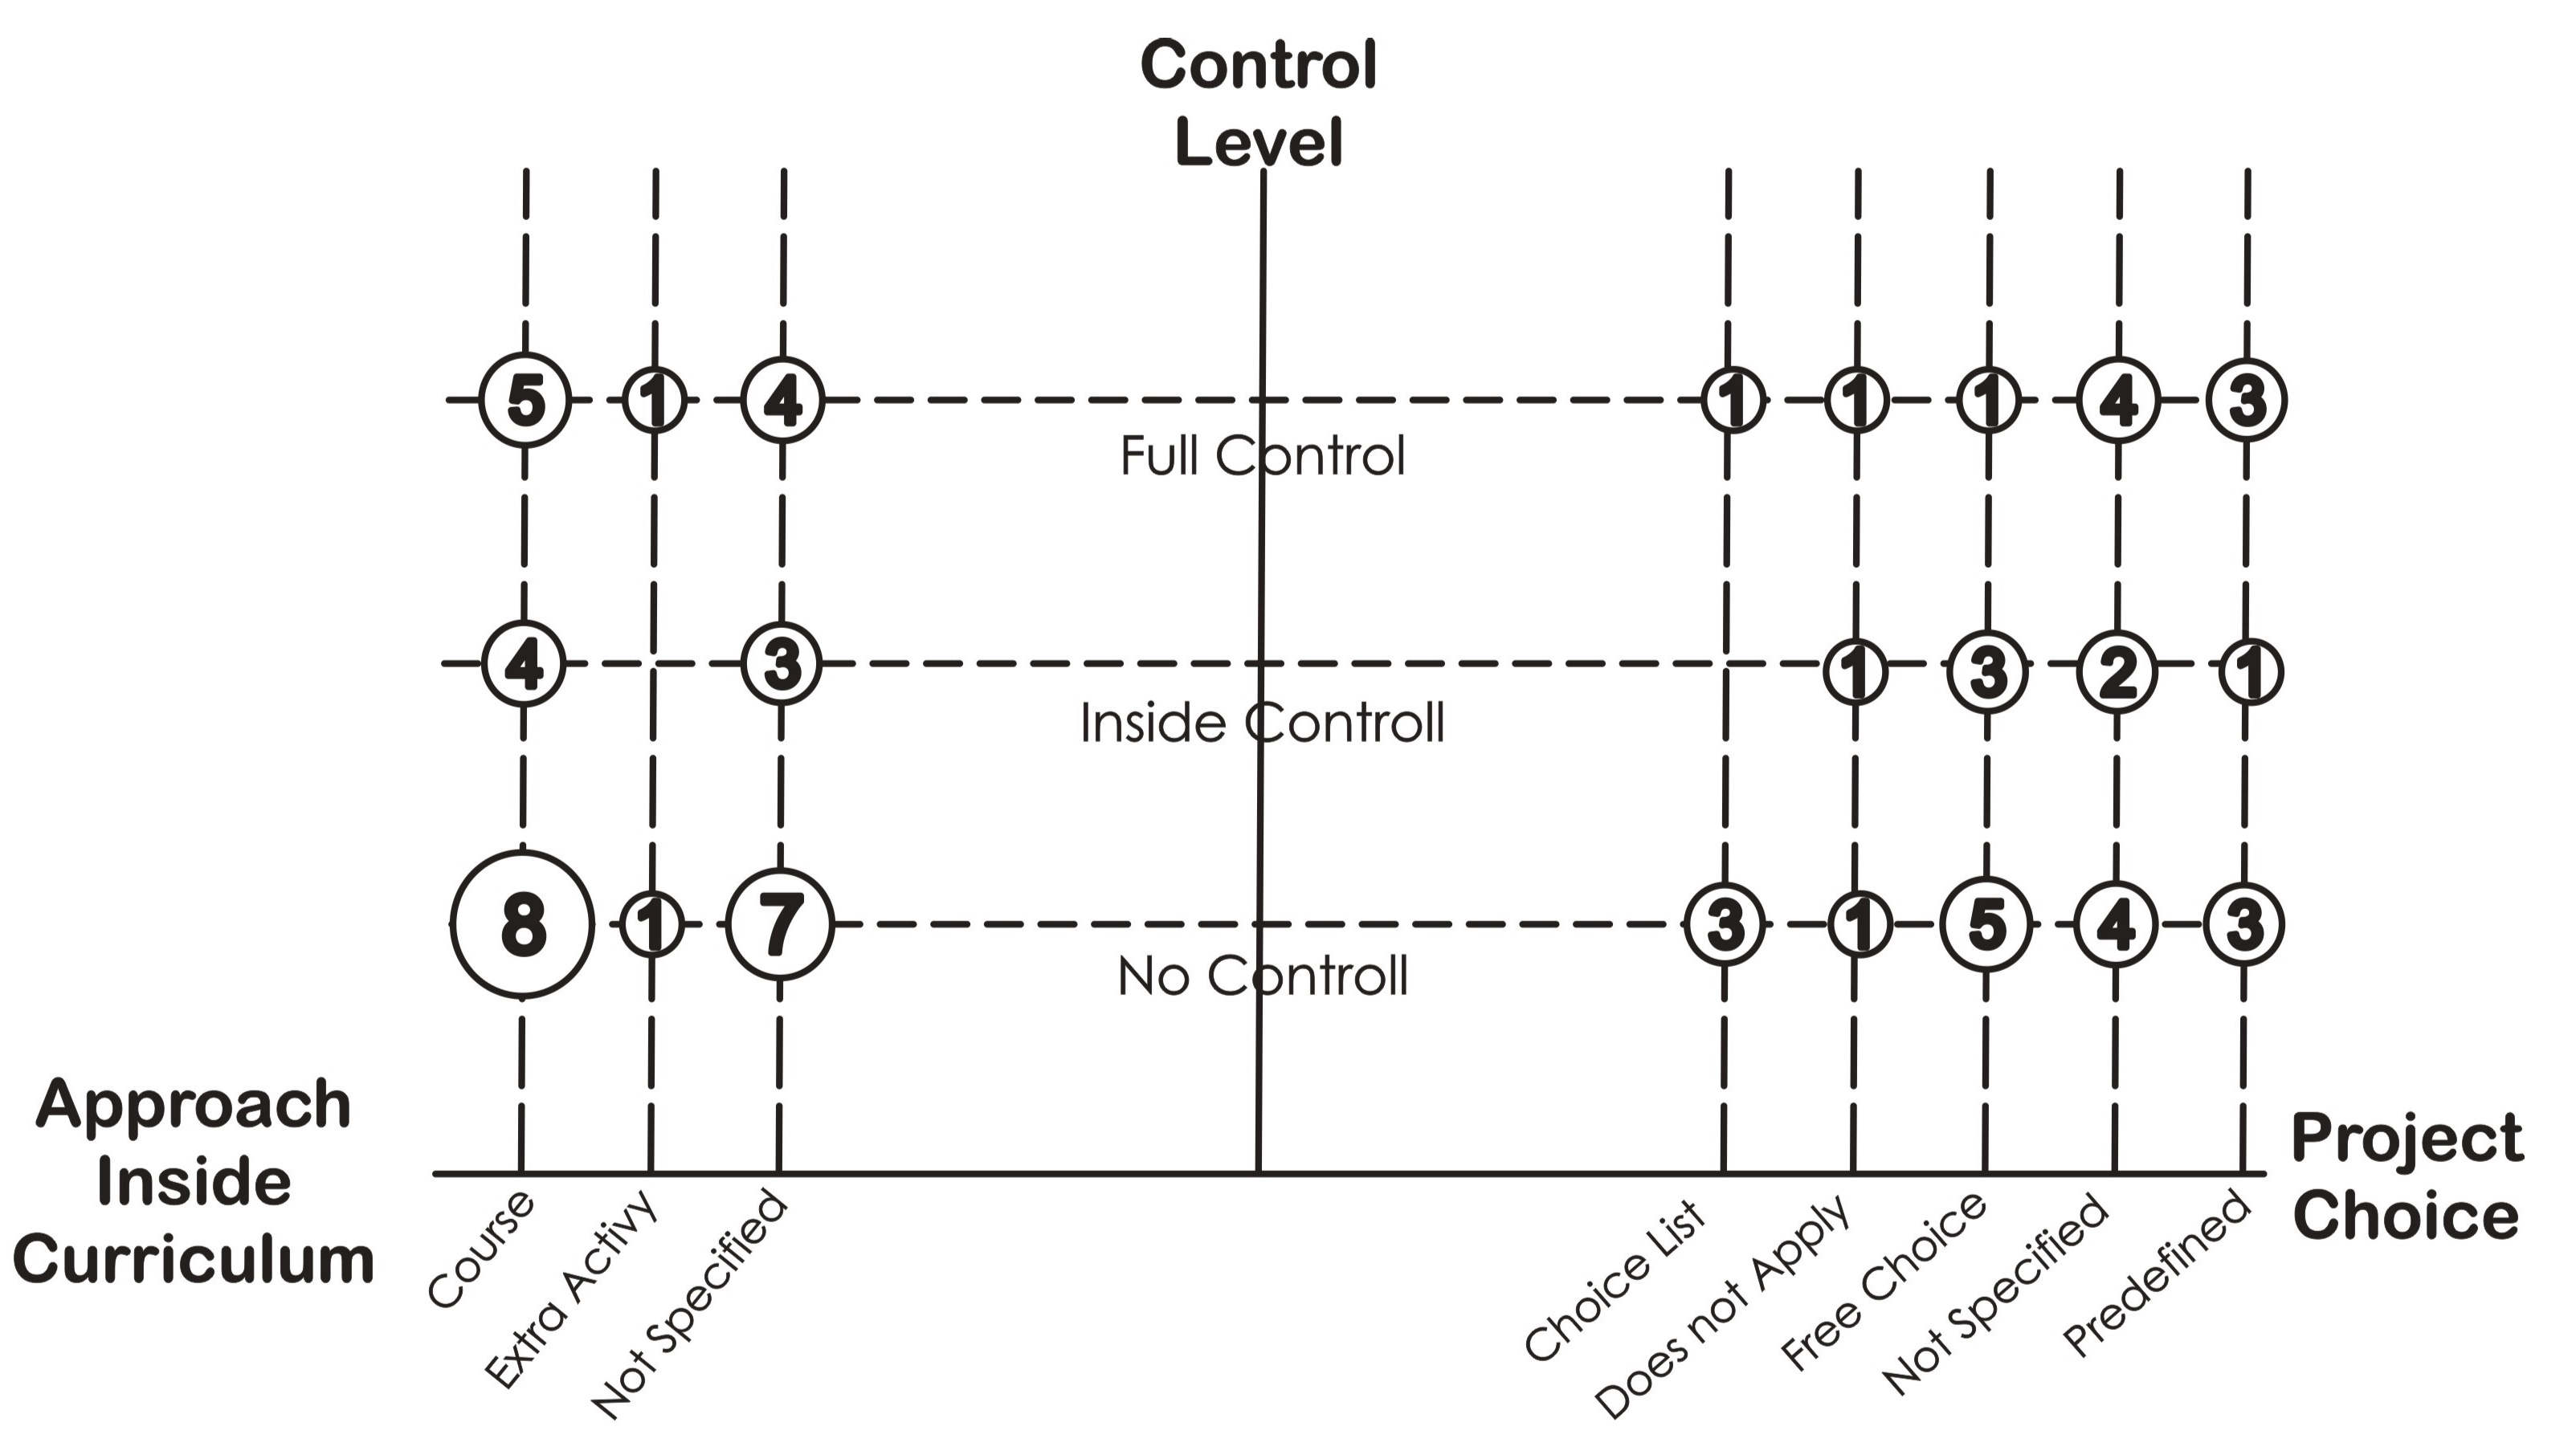 Control
Level
5 1 4 1 1 1 4 3
Full Control
4 3 1 3 2 1
Inside Controll
8 1 7 3 1 5 4 3
No Controll
Approach
Inside
Curriculum
Project
Choice
Course
Extra Activy
Not Specified
Choice List
Does not Apply
Free Choice
Not Specified
Predefined